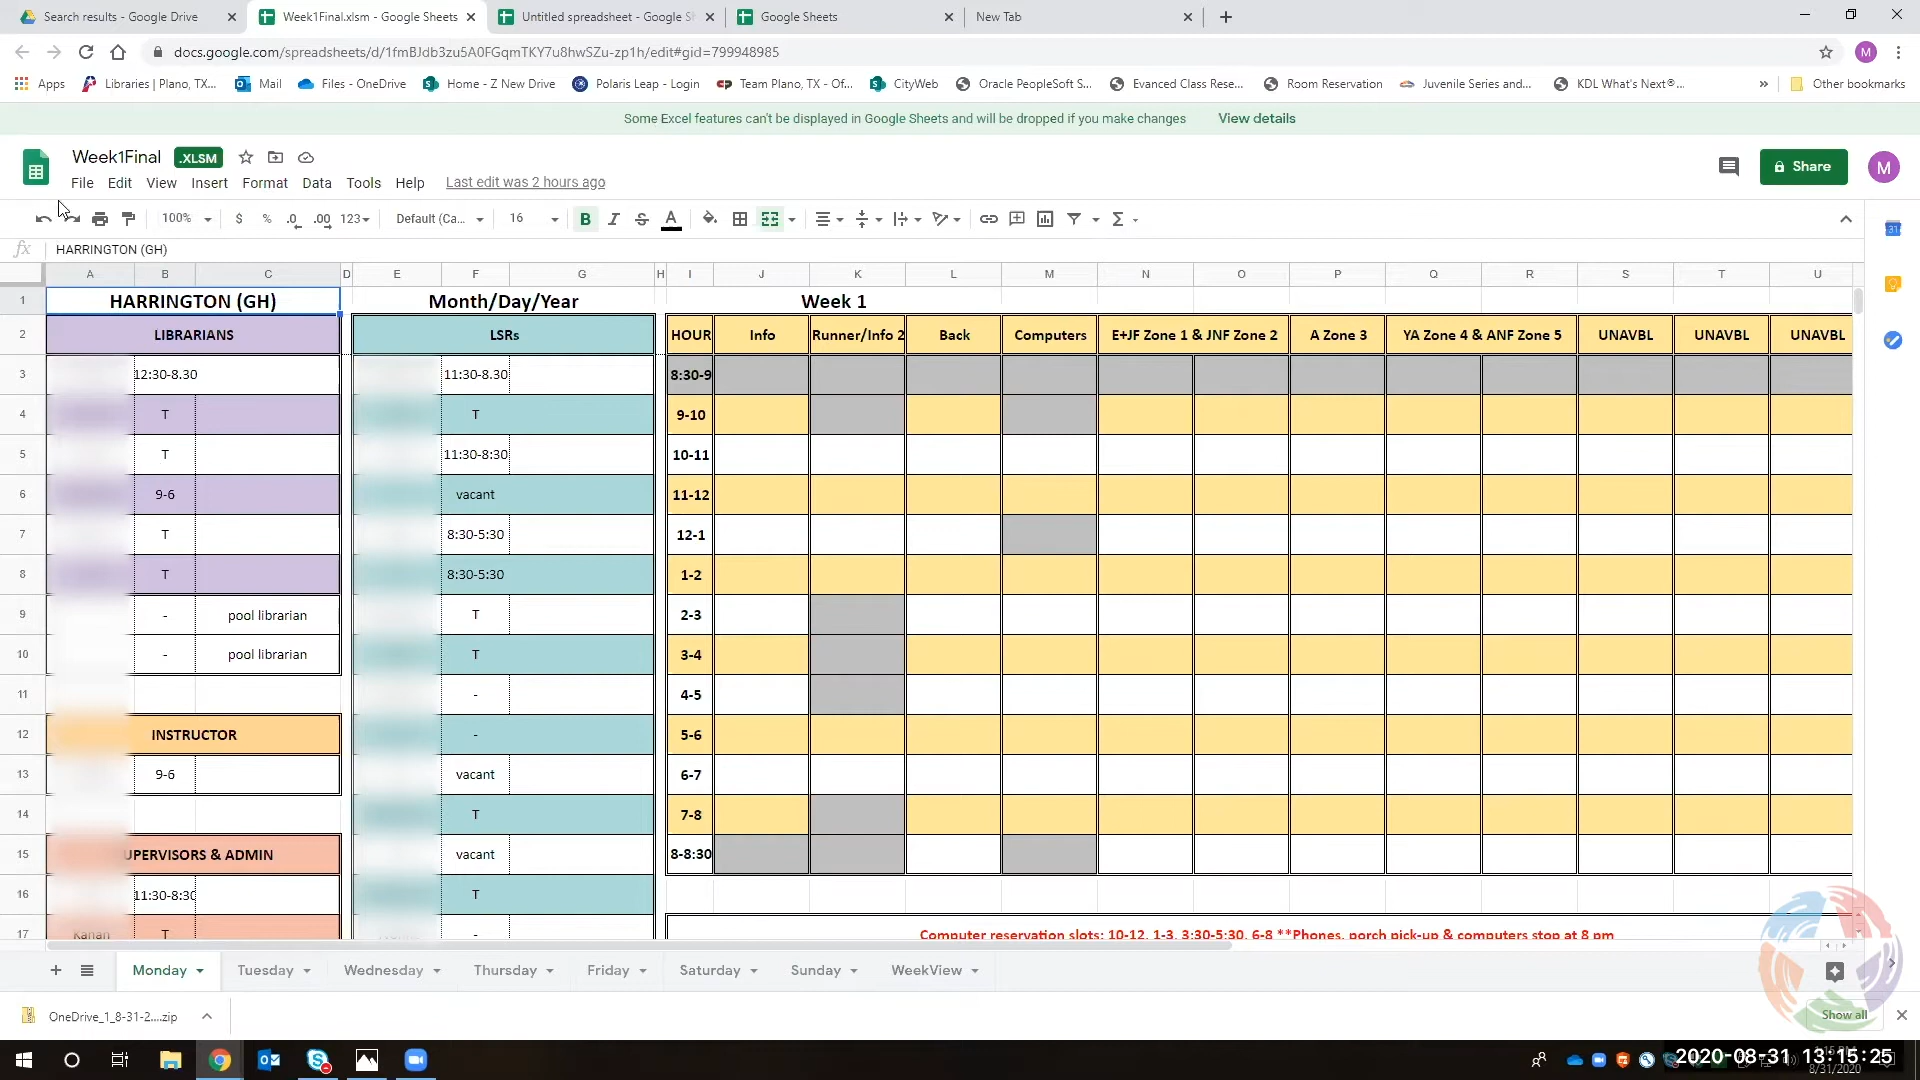 Search results - Google Drive
Week1Final.xlsm - Google Sheets
Untitled spreadsheet - Google S
Google Sheets
New Tab
docs.google.com/spreadsheets/d/1fmBJdb3zu5A0FGqmTKY7u8hwSZu-zp1h/edit#gid=799948985
M
Apps
Libraries | Plano, TX...
Mail
Files - OneDrive
Home - Z New Drive
Polaris Leap - Login
Team Plano, TX - Of...
CityWeb
Oracle PeopleSoft S...
Evanced Class Rese...
Room Reservation
Juvenile Series and...
KDL What's Next®...
»
Other bookmarks
Some Excel features can't be displayed in Google Sheets and will be dropped if you make changes View details
Week1Final .XLSM
Share
M
File Edit View Insert Format Data Tools Help Last edit was 2 hours ago
100% $ % .0 .00 123 Default (Ca... 16 B I S A Σ
fx HARRINGTON (GH)
A B C D E F G H I J K L M N O P Q R S T U
1 HARRINGTON (GH) Month/Day/Year Week 1
2 LIBRARIANS LSRs HOUR Info Runner/Info 2 Back Computers E+JF Zone 1 & JNF Zone 2 A Zone 3 YA Zone 4 & ANF Zone 5 UNAVBL UNAVBL UNAVBL
3 12:30-8.30 11:30-8.30 8:30-9
4 T T 9-10
5 T 11:30-8:30 10-11
6 9-6 vacant 11-12
7 T 8:30-5:30 12-1
8 T 8:30-5:30 1-2
9 - pool librarian T 2-3
10 - pool librarian T 3-4
11 - 4-5
12 INSTRUCTOR - 5-6
13 9-6 vacant 6-7
14 T 7-8
15 UPERVISORS & ADMIN vacant 8-8:30
16 11:30-8:30 T
17 Kanan T - Computer reservation slots: 10-12, 1-3, 3:30-5:30, 6-8 **Phones, porch pick-up & computers stop at 8 pm
Monday Tuesday Wednesday Thursday Friday Saturday Sunday WeekView
OneDrive_1_8-31-2....zip
Show all
2020-08-31 13:15:25
8/31/2020